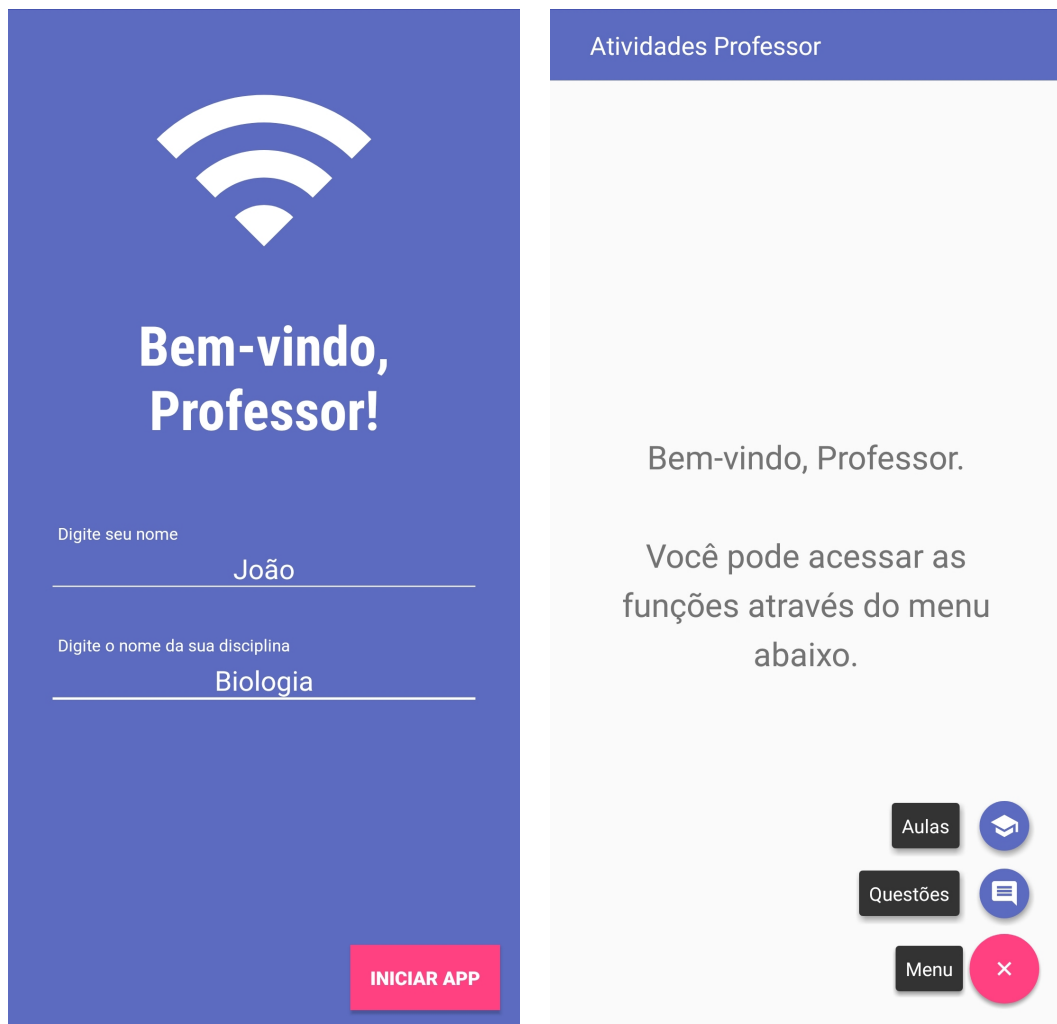 Bem-vindo,
Professor!
Digite seu nome
João
Digite o nome da sua disciplina
Biologia
INICIAR APP
Atividades Professor
Bem-vindo, Professor.
Você pode acessar as
funções através do menu
abaixo.
Aulas
Questões
Menu